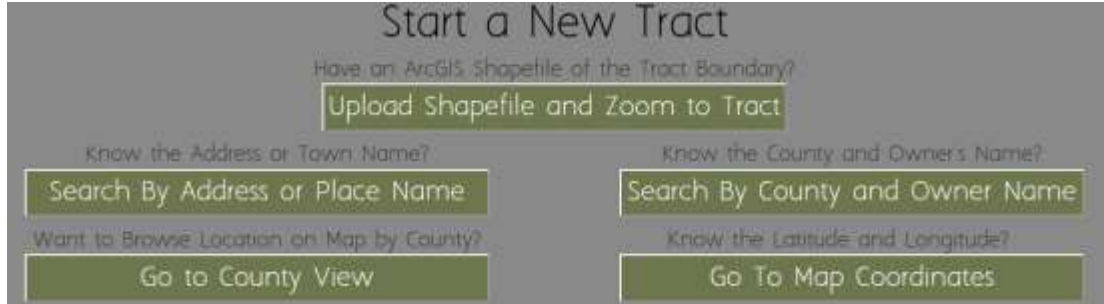 Start a New Tract
Have an ArcGIS Shapefile of the Tract Boundary?
Upload Shapefile and Zoom to Tract
Know the Address or Town Name?
Know the County and Owner's Name?
Search By Address or Place Name
Search By County and Owner Name
Want to Browse Location on Map by County?
Know the Latitude and Longitude?
Go to County View
Go To Map Coordinates